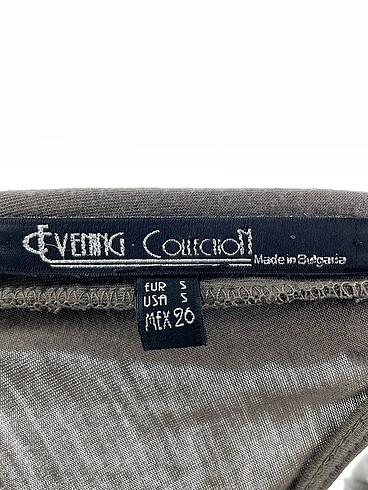 EVENING COLLECTION
Made in Bulgaria
EUR S
USA S
MEX 26